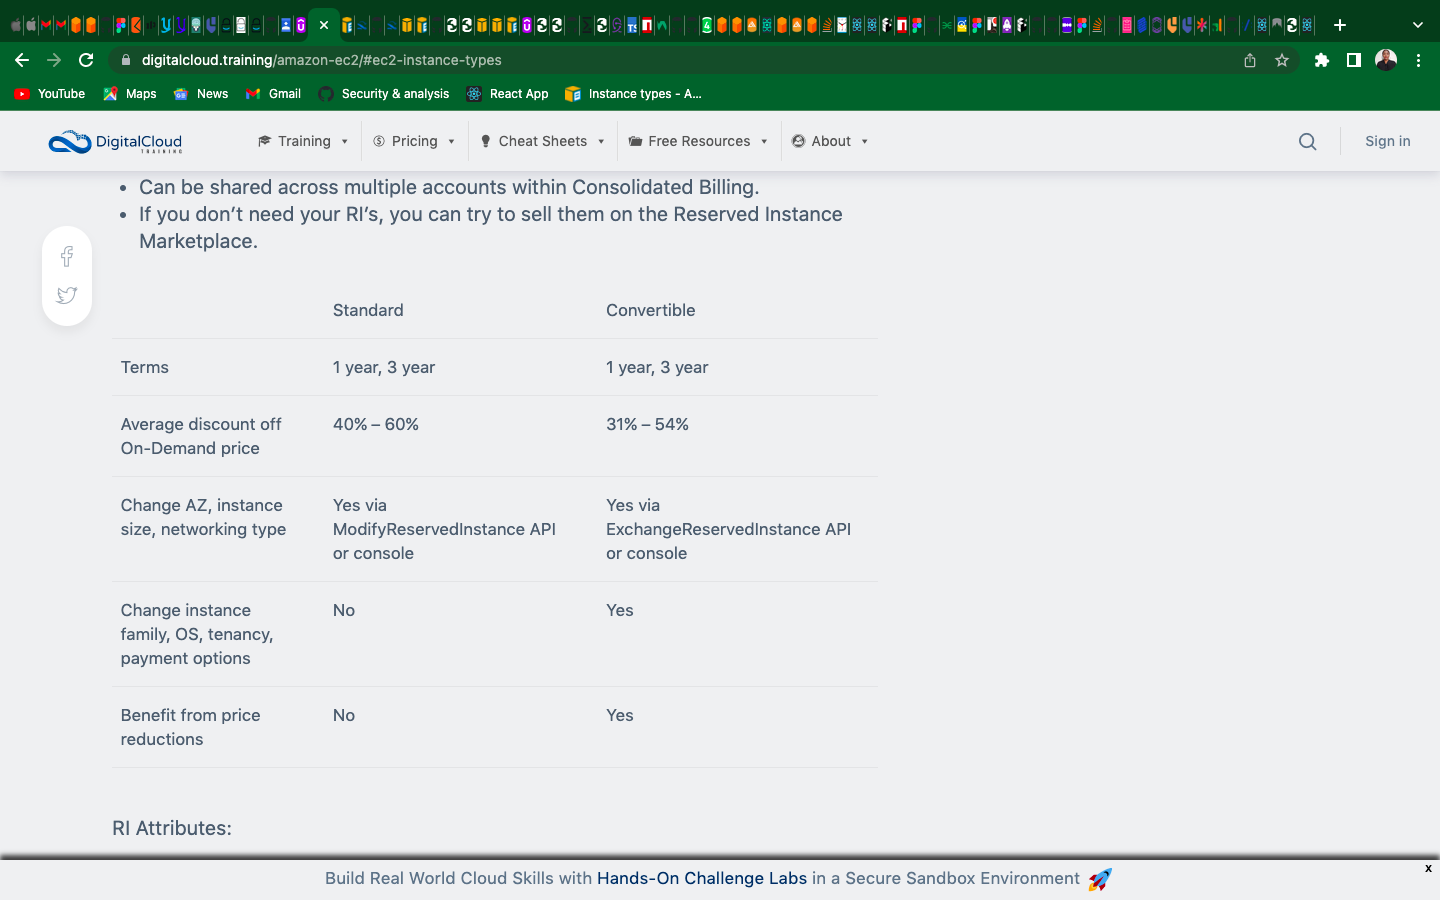 digitalcloud.training/amazon-ec2/#ec2-instance-types
YouTube
Maps
News
Gmail
Security & analysis
React App
Instance types - A...
DigitalCloud
TRAINING
Training
Pricing
Cheat Sheets
Free Resources
About
Sign in
• Can be shared across multiple accounts within Consolidated Billing.
• If you don’t need your RI’s, you can try to sell them on the Reserved Instance
Marketplace.
Standard Convertible
Terms 1 year, 3 year 1 year, 3 year
Average discount off 40% – 60% 31% – 54%
On-Demand price
Change AZ, instance Yes via Yes via
size, networking type ModifyReservedInstance API ExchangeReservedInstance API
or console or console
Change instance No Yes
family, OS, tenancy,
payment options
Benefit from price No Yes
reductions
RI Attributes:
Build Real World Cloud Skills with Hands-On Challenge Labs in a Secure Sandbox Environment
x